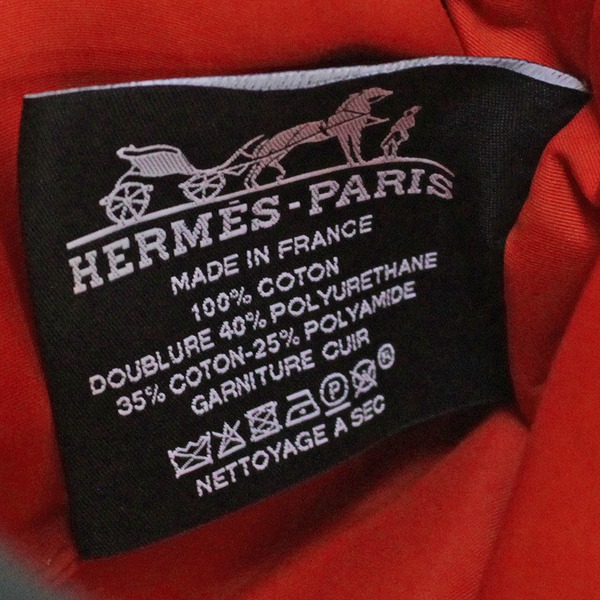 HERMÈS-PARIS
MADE IN FRANCE
100% COTON
DOUBLURE 40% POLYURETHANE
35% COTON-25% POLYAMIDE
GARNITURE CUIR
P ®
NETTOYAGE A SEC